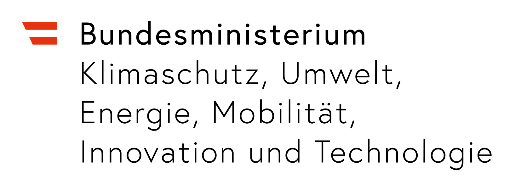 Bundesministerium
Klimaschutz, Umwelt,
Energie, Mobilität,
Innovation und Technologie